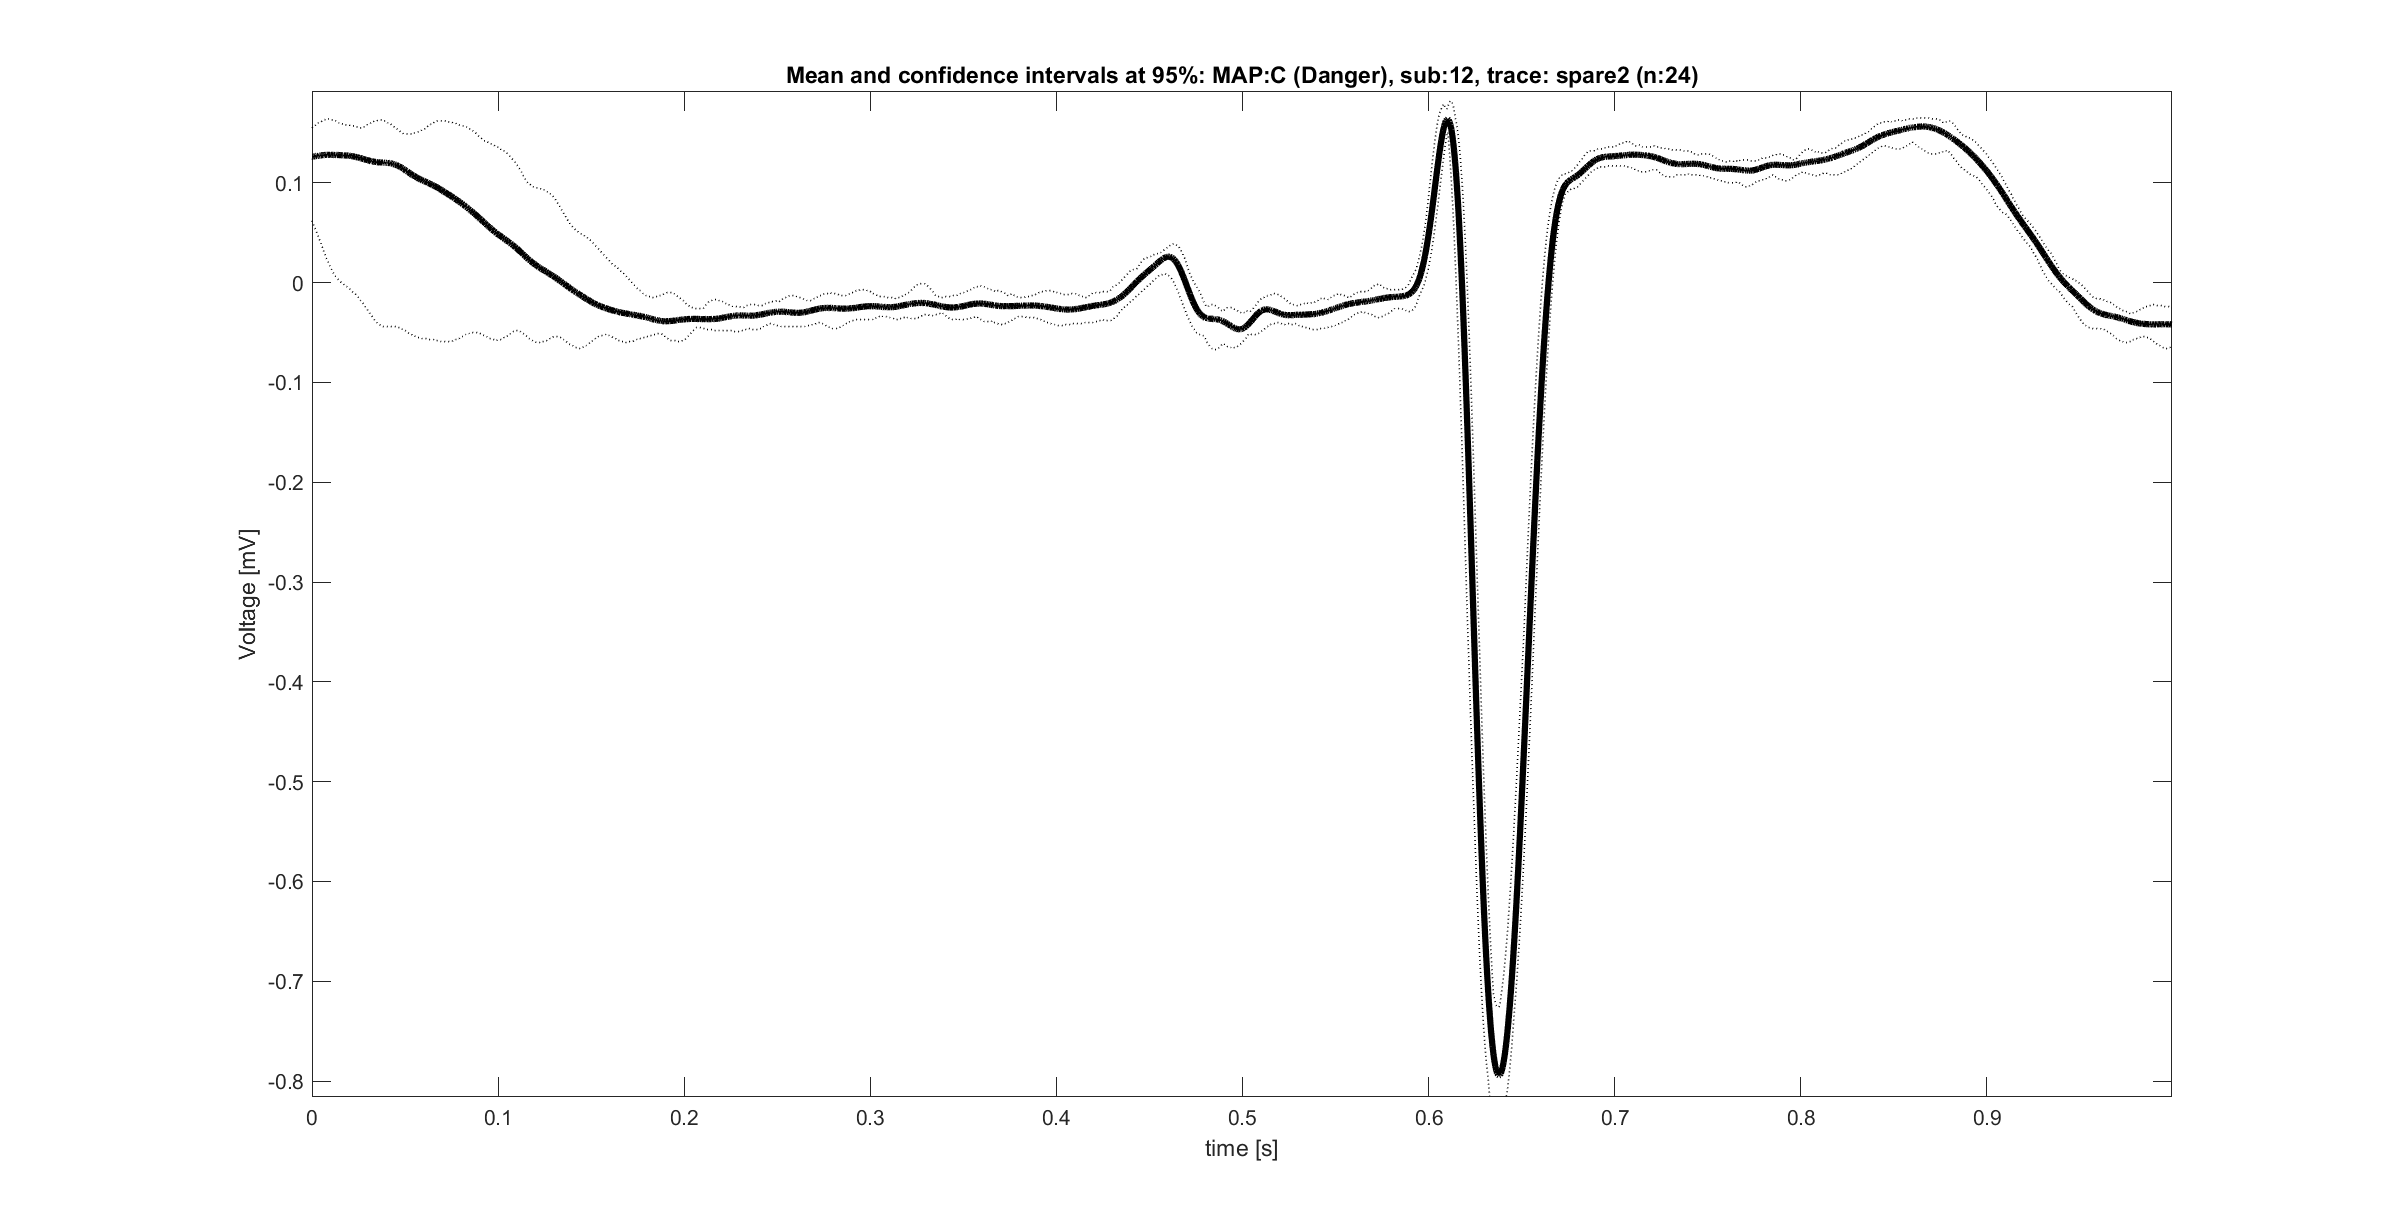 Mean and confidence intervals at 95%: MAP:C (Danger), sub:12, trace: spare2 (n:24)
0.1
0
-0.1
-0.2
-0.3
-0.4
-0.5
-0.6
-0.7
-0.8
Voltage [mV]
0 0.1 0.2 0.3 0.4 0.5 0.6 0.7 0.8 0.9
time [s]